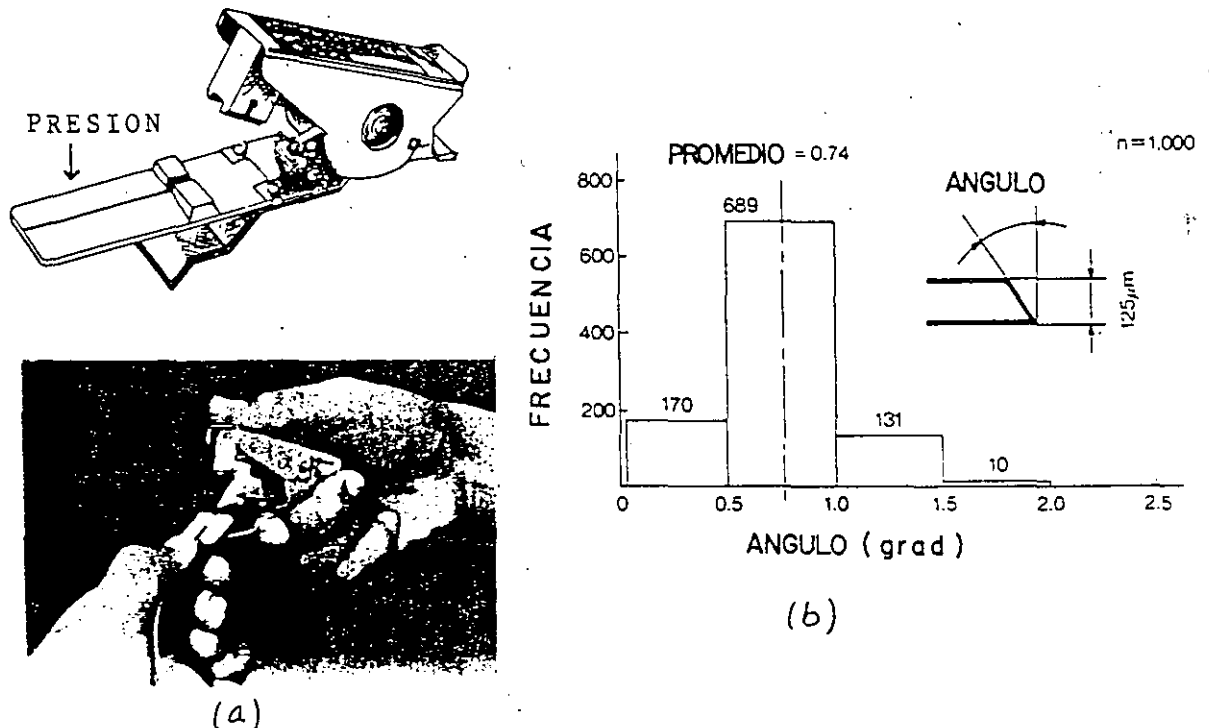 PRESION
(a)
PROMEDIO = 0.74
n=1.000
ANGULO
125µm
FRECUENCIA
800
600
400
200
170
689
131
10
0
0.5
1.0
1.5
2.0
2.5
ANGULO (grad)
(b)